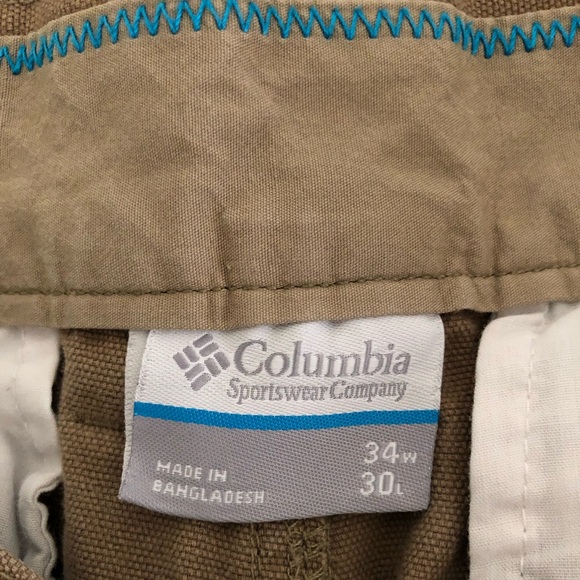 Columbia
Sportswear Company
34W
30L
MADE IN
BANGLADESH